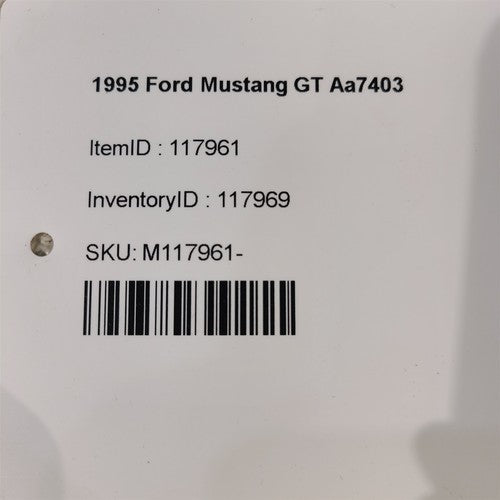 1995 Ford Mustang GT Aa7403
ItemID : 117961
InventoryID : 117969
SKU: M117961-